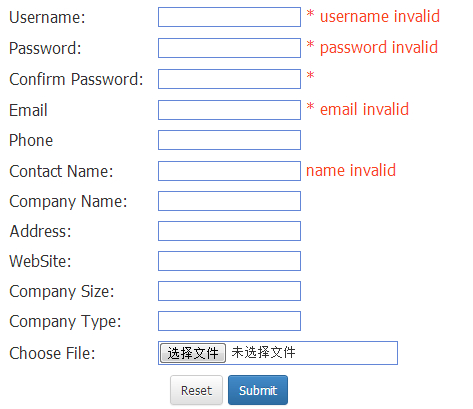 Username: * username invalid
Password: * password invalid
Confirm Password: *
Email * email invalid
Phone
Contact Name: name invalid
Company Name:
Address:
WebSite:
Company Size:
Company Type:
Choose File: 选择文件 未选择文件
Reset Submit